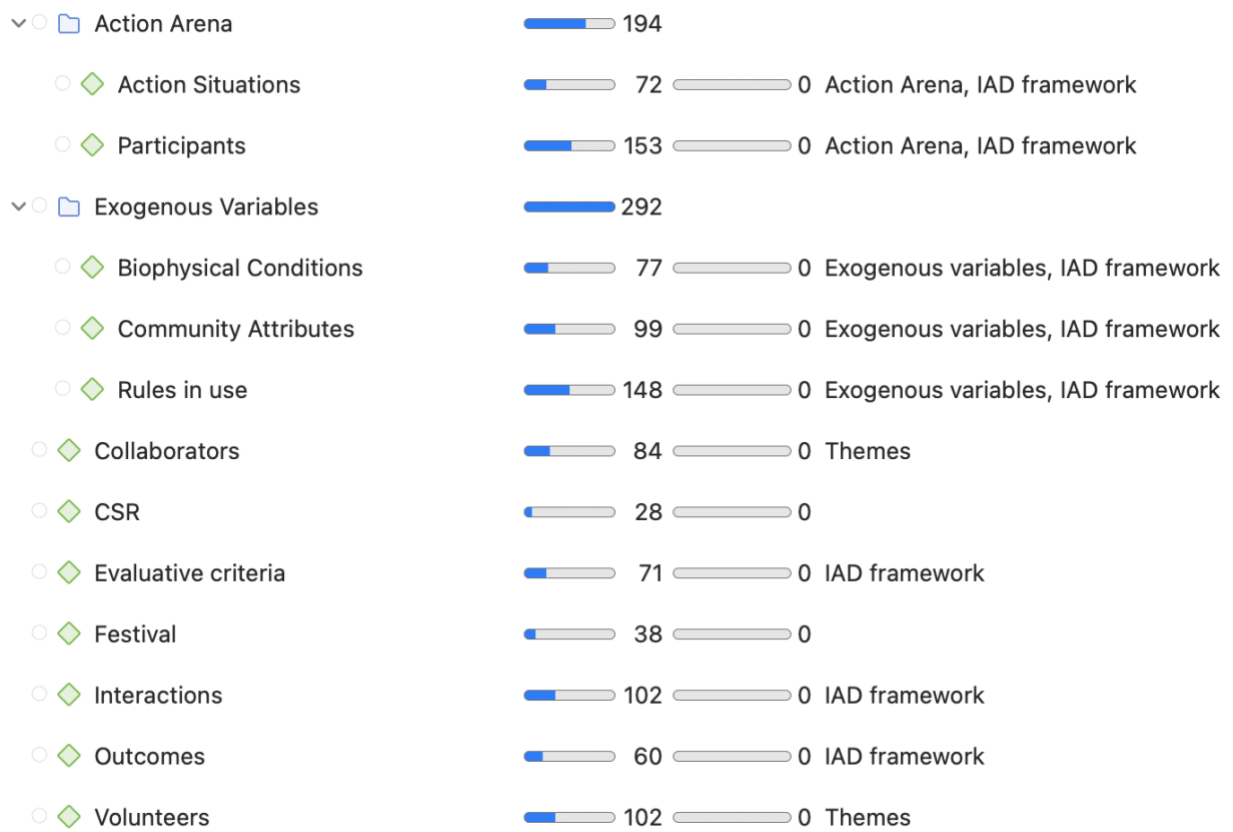 Action Arena 194
Action Situations 72 0 Action Arena, IAD framework
Participants 153 0 Action Arena, IAD framework
Exogenous Variables 292
Biophysical Conditions 77 0 Exogenous variables, IAD framework
Community Attributes 99 0 Exogenous variables, IAD framework
Rules in use 148 0 Exogenous variables, IAD framework
Collaborators 84 0 Themes
CSR 28 0
Evaluative criteria 71 0 IAD framework
Festival 38 0
Interactions 102 0 IAD framework
Outcomes 60 0 IAD framework
Volunteers 102 0 Themes